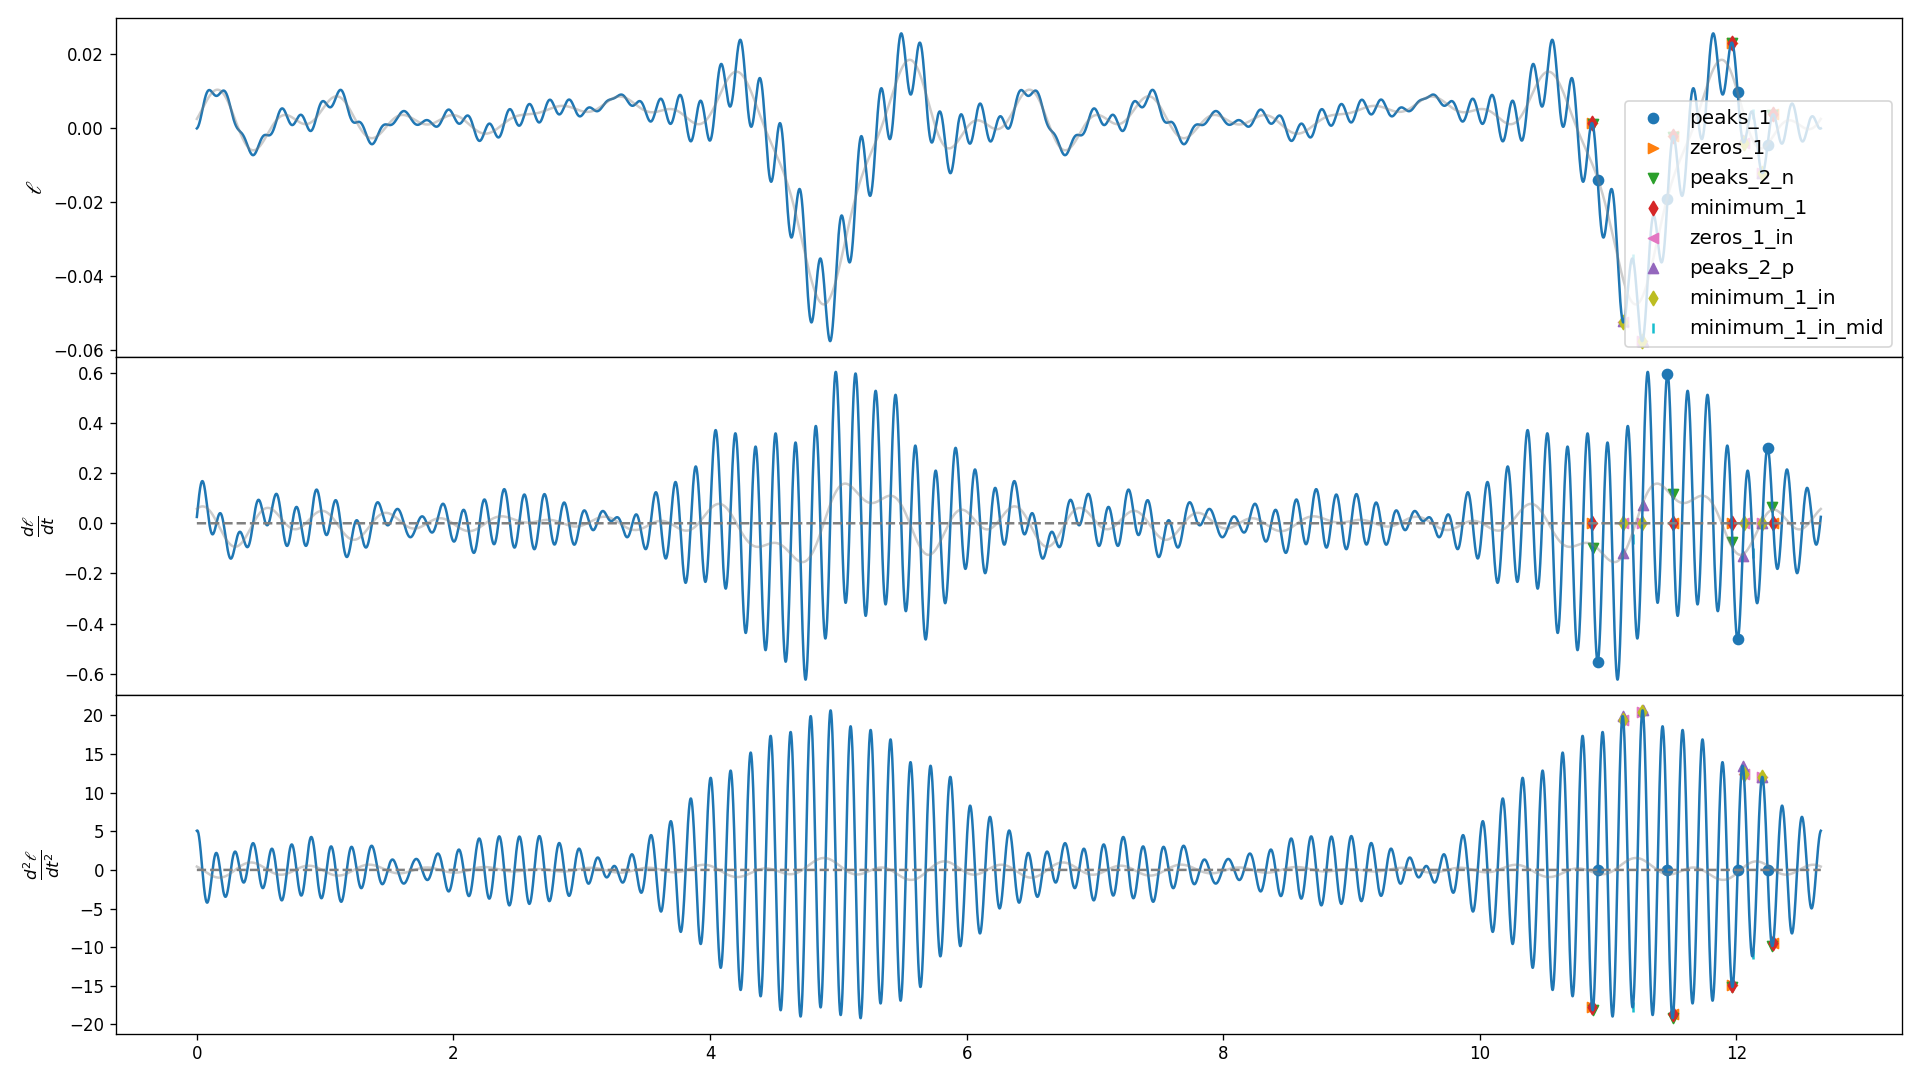 0.02
0.00
−0.02
−0.04
−0.06
ℓ
peaks_1
zeros_1
peaks_2_n
minimum_1
zeros_1_in
peaks_2_p
minimum_1_in
minimum_1_in_mid
0.6
0.4
0.2
0.0
−0.2
−0.4
−0.6
dℓ
dt
20
15
10
5
0
−5
−10
−15
−20
d²ℓ
dt²
0 2 4 6 8 10 12